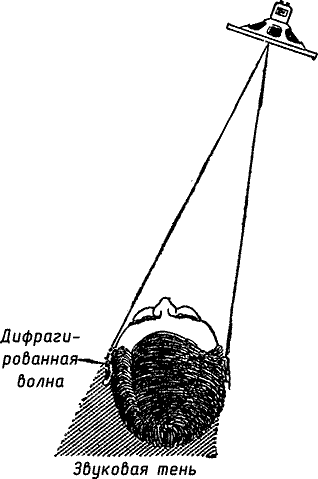 Дифраги-
рованная
волна
Звуковая тень